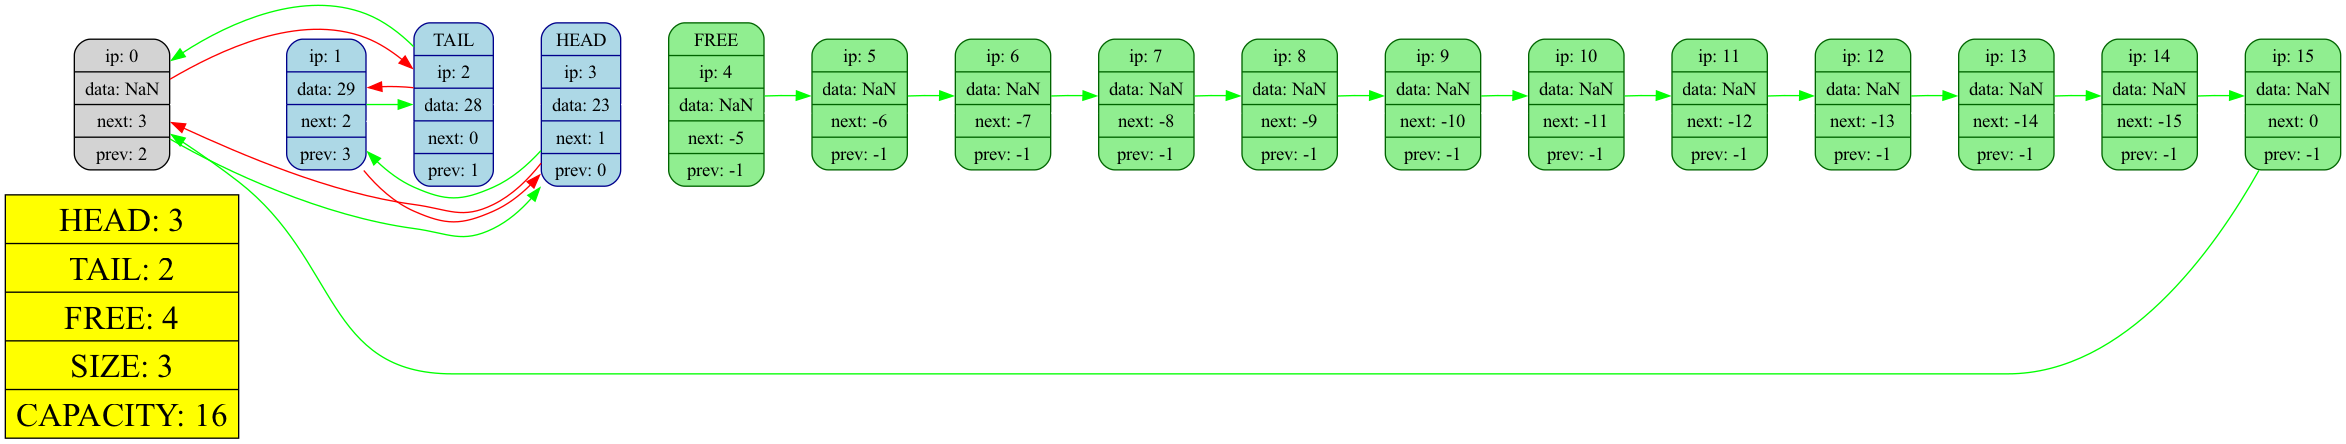 ip: 0
data: NaN
next: 3
prev: 2
ip: 1
data: 29
next: 2
prev: 3
TAIL
ip: 2
data: 28
next: 0
prev: 1
HEAD
ip: 3
data: 23
next: 1
prev: 0
FREE
ip: 4
data: NaN
next: -5
prev: -1
ip: 5
data: NaN
next: -6
prev: -1
ip: 6
data: NaN
next: -7
prev: -1
ip: 7
data: NaN
next: -8
prev: -1
ip: 8
data: NaN
next: -9
prev: -1
ip: 9
data: NaN
next: -10
prev: -1
ip: 10
data: NaN
next: -11
prev: -1
ip: 11
data: NaN
next: -12
prev: -1
ip: 12
data: NaN
next: -13
prev: -1
ip: 13
data: NaN
next: -14
prev: -1
ip: 14
data: NaN
next: -15
prev: -1
ip: 15
data: NaN
next: 0
prev: -1
HEAD: 3
TAIL: 2
FREE: 4
SIZE: 3
CAPACITY: 16